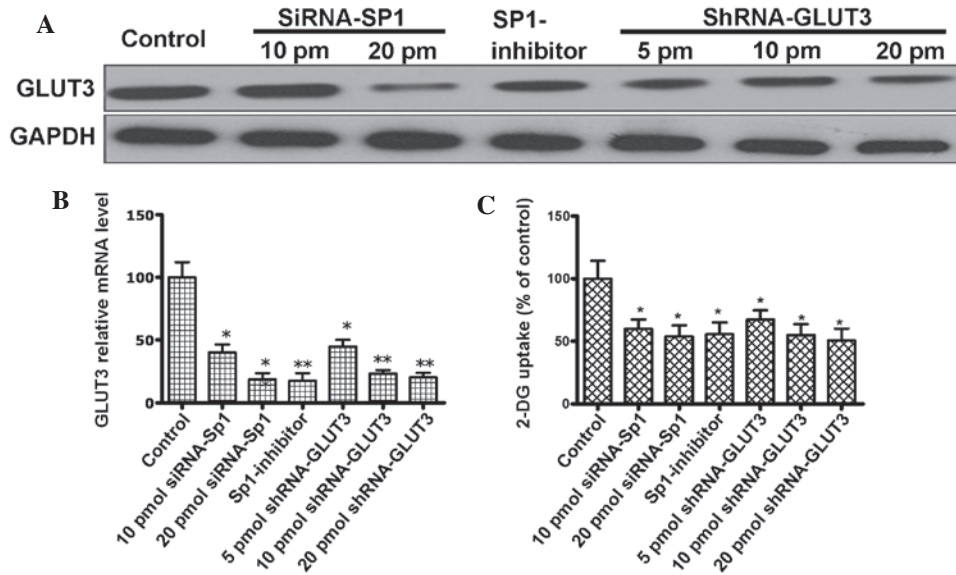 A
Control
SiRNA-SP1
10 pm 20 pm
SP1-
inhibitor
ShRNA-GLUT3
5 pm 10 pm 20 pm
GLUT3
GAPDH
B
GLUT3 relative mRNA level
150
100
50
0
* * ** * ** **
Control
10 pmol siRNA-Sp1
20 pmol siRNA-Sp1
Sp1-inhibitor
5 pmol shRNA-GLUT3
10 pmol shRNA-GLUT3
20 pmol shRNA-GLUT3
C
2-DG uptake (% of control)
150
100
50
0
* * * * * *
Control
10 pmol siRNA-Sp1
20 pmol siRNA-Sp1
Sp1-inhibitor
5 pmol shRNA-GLUT3
10 pmol shRNA-GLUT3
20 pmol shRNA-GLUT3